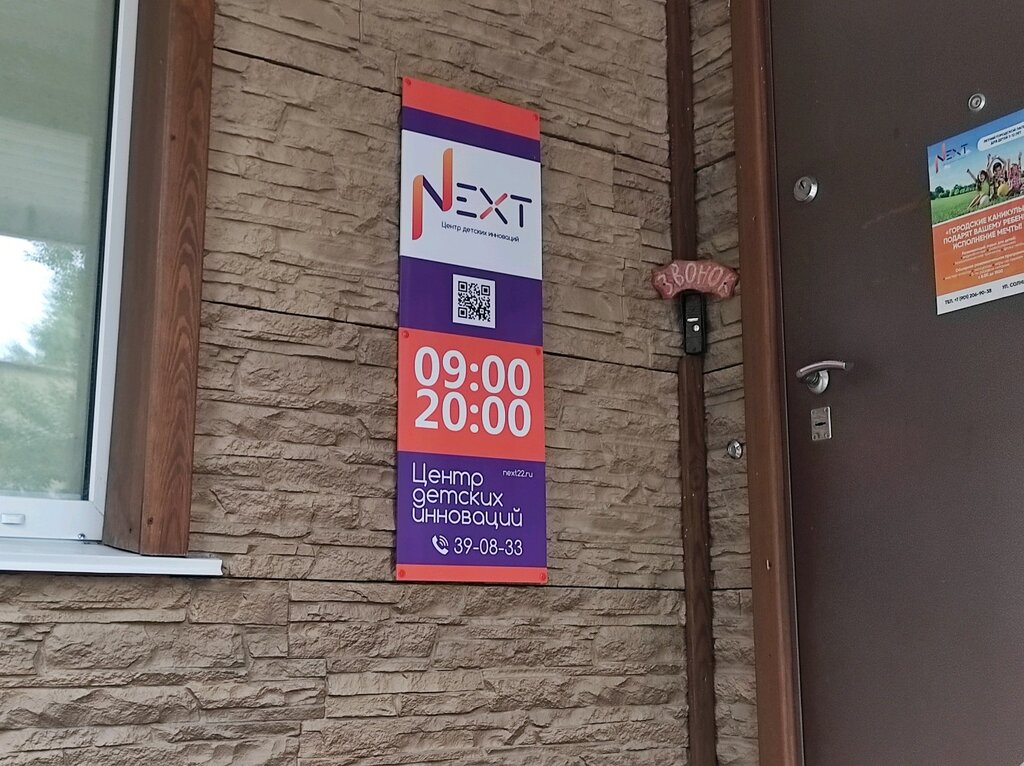 NEXT
Центр детских инноваций
09:00
20:00
Центр
next22.ru
детских
инноваций
39-08-33
ЗВОНОК
NEXT
«ГОРОДСКИЕ КАНИКУЛЫ
ПОДАРЯТ ВАШЕМУ
ИСПОЛНЕНИЕ МЕЧТЫ